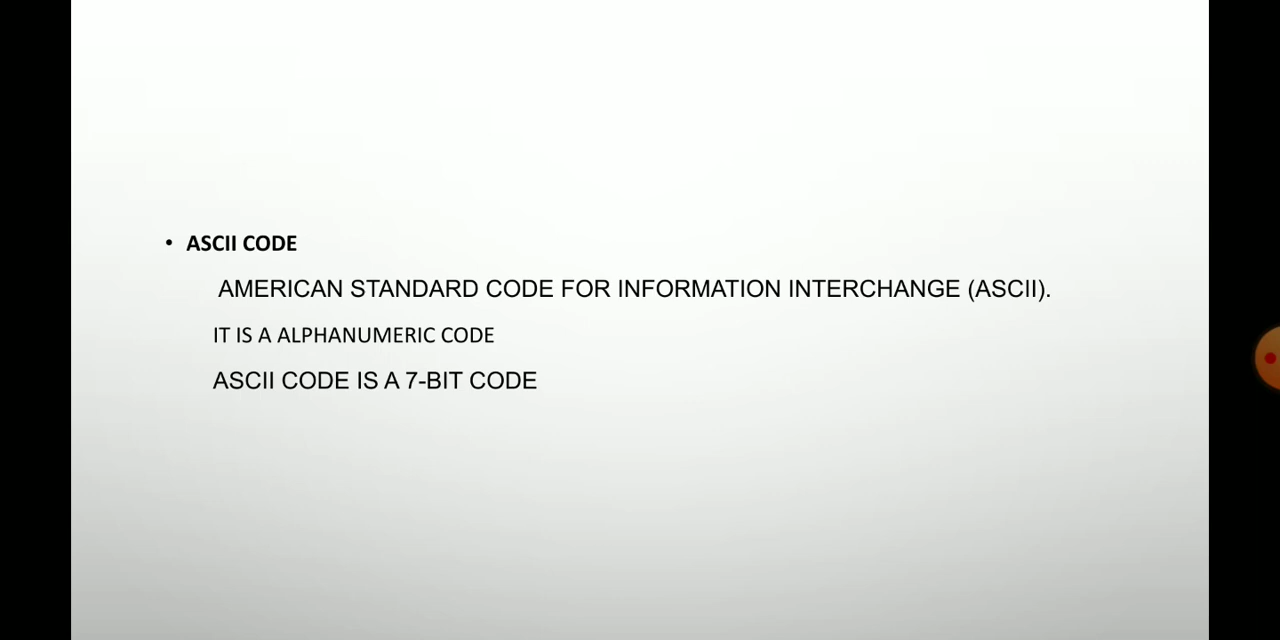 • ASCII CODE
AMERICAN STANDARD CODE FOR INFORMATION INTERCHANGE (ASCII).
IT IS A ALPHANUMERIC CODE
ASCII CODE IS A 7-BIT CODE